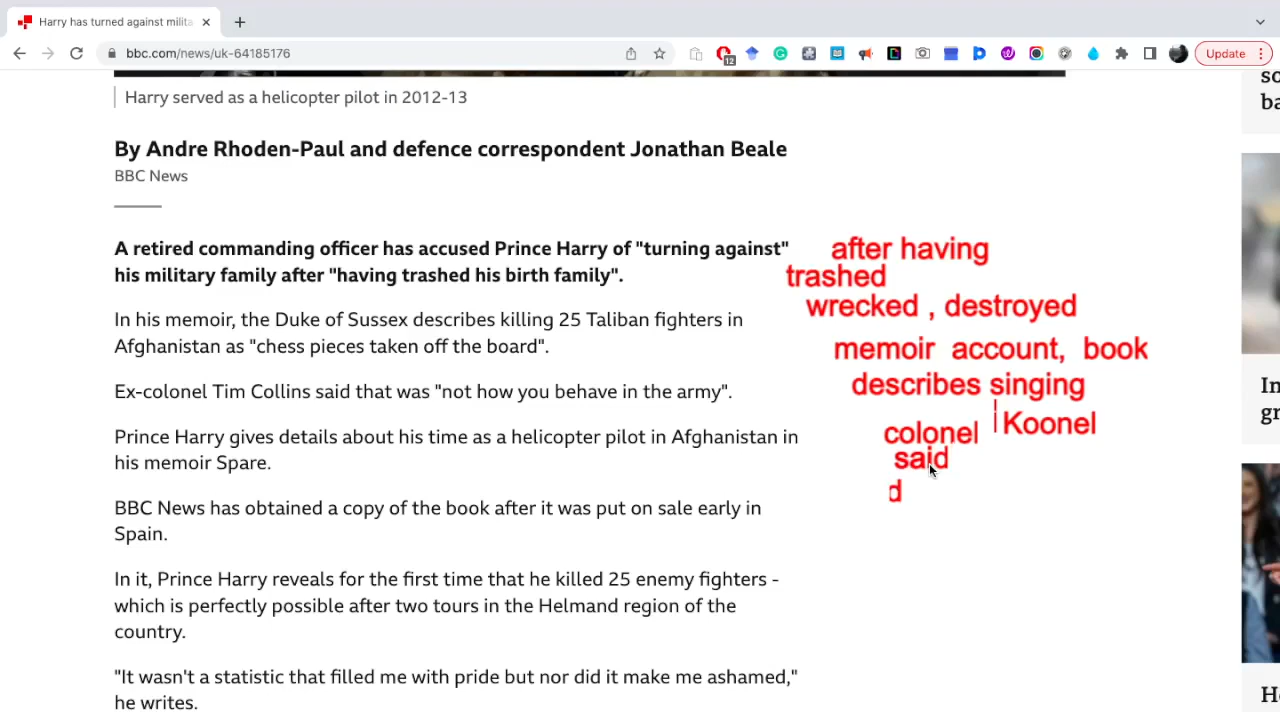 Harry has turned against milita
bbc.com/news/uk-64185176
12
Update
Harry served as a helicopter pilot in 2012-13
so
ba
By Andre Rhoden-Paul and defence correspondent Jonathan Beale
BBC News
A retired commanding officer has accused Prince Harry of "turning against"
his military family after "having trashed his birth family".
after having
trashed
wrecked , destroyed
In his memoir, the Duke of Sussex describes killing 25 Taliban fighters in
Afghanistan as "chess pieces taken off the board".
memoir account, book
describes singing
In
gr
Ex-colonel Tim Collins said that was "not how you behave in the army".
Koonel
colonel
said
d
Prince Harry gives details about his time as a helicopter pilot in Afghanistan in
his memoir Spare.
BBC News has obtained a copy of the book after it was put on sale early in
Spain.
In it, Prince Harry reveals for the first time that he killed 25 enemy fighters -
which is perfectly possible after two tours in the Helmand region of the
country.
"It wasn't a statistic that filled me with pride but nor did it make me ashamed,"
he writes.